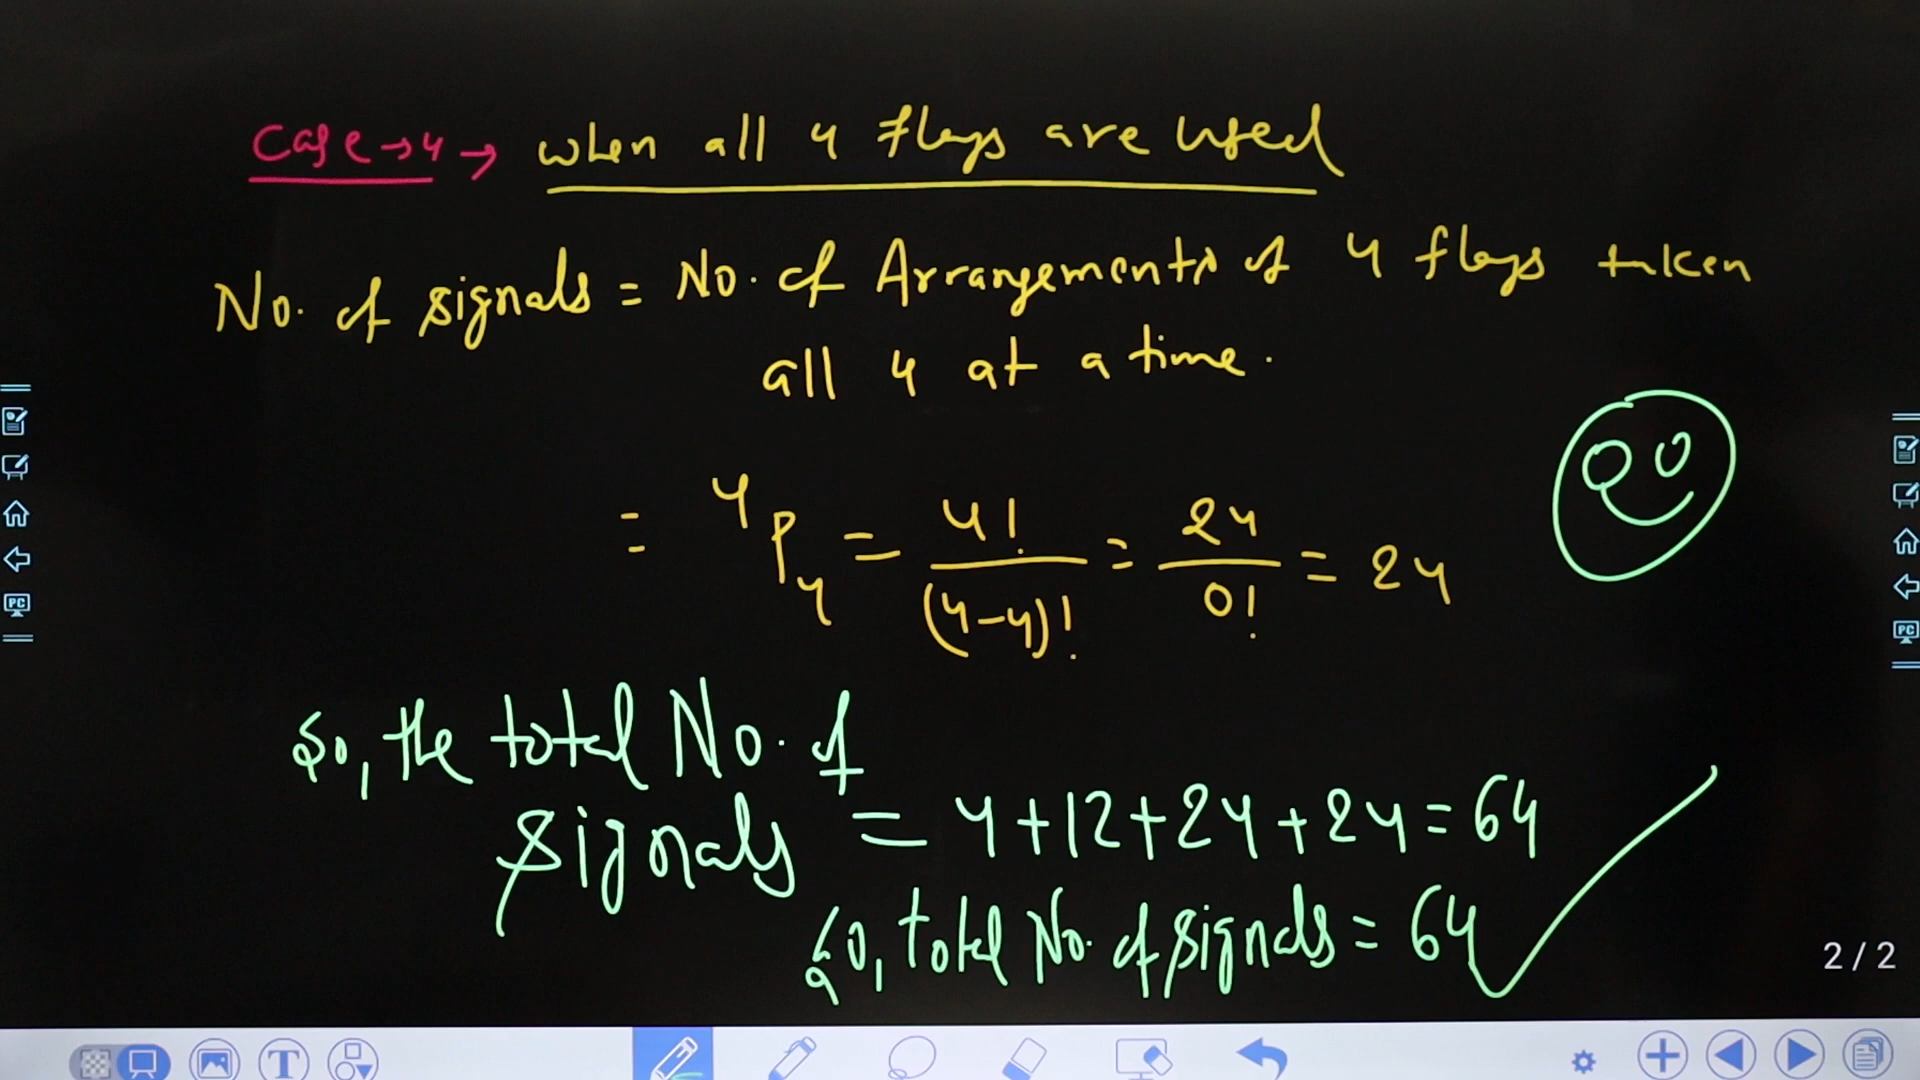 Case → 4 → when all 4 flags are used
No. of signals = No. of Arrangements of 4 flags taken
all 4 at a time.
= ⁴P₄ = 4!/(4-4)! = 24/0! = 24
So, the total No. of
signals = 4+12+24+24 = 64
So, total No. of signals = 64
2/2
PC
PC
T